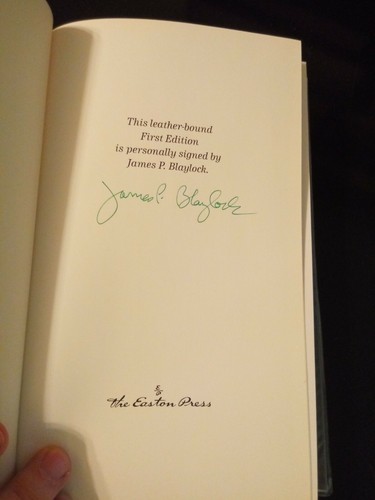 This leather-bound
First Edition
is personally signed by
James P. Blaylock.
James P. Blaylock
The Easton Press